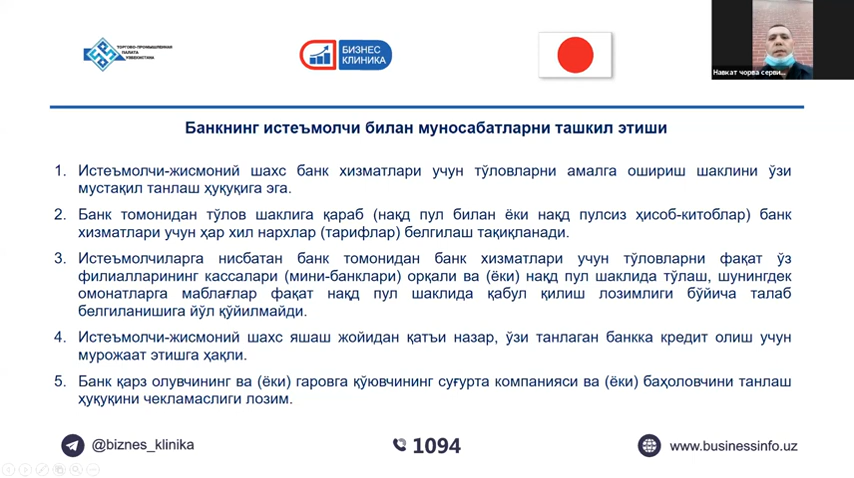 ТОРГОВО-ПРОМЫШЛЕННАЯ
ПАЛАТА
УЗБЕКИСТАНА
БИЗНЕС
КЛИНИКА
Навкат чорва серви...
Банкнинг истеъмолчи билан муносабатларни ташкил этиши
1. Истеъмолчи-жисмоний шахс банк хизматлари учун тўловларни амалга ошириш шаклини ўзи
мустақил танлаш ҳуқуқига эга.
2. Банк томонидан тўлов шаклига қараб (нақд пул билан ёки нақд пулсиз ҳисоб-китоблар) банк
хизматлари учун ҳар хил нархлар (тарифлар) белгилаш тақиқланади.
3. Истеъмолчиларга нисбатан банк томонидан банк хизматлари учун тўловларни фақат ўз
филиалларининг кассалари (мини-банклари) орқали ва (ёки) нақд пул шаклида тўлаш, шунингдек
омонатларга маблағлар фақат нақд пул шаклида қабул қилиш лозимлиги бўйича талаб
белгиланишига йўл қўйилмайди.
4. Истеъмолчи-жисмоний шахс яшаш жойидан қатъи назар, ўзи танлаган банкка кредит олиш учун
мурожаат этишга ҳақли.
5. Банк қарз олувчининг ва (ёки) гаровга қўювчининг суғурта компанияси ва (ёки) баҳоловчини танлаш
ҳуқуқини чекламаслиги лозим.
@biznes_klinika
1094
www.businessinfo.uz